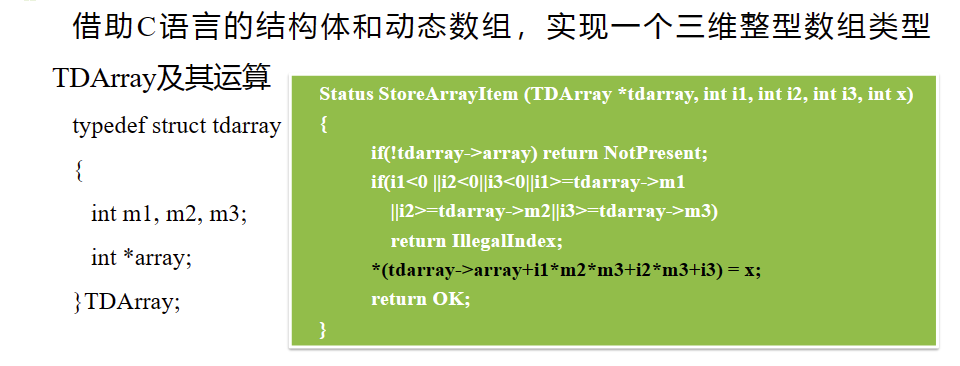 借助C语言的结构体和动态数组，实现一个三维整型数组类型
TDArray及其运算
typedef struct tdarray
{
int m1, m2, m3;
int *array;
}TDArray;
Status StoreArrayItem (TDArray *tdarray, int i1, int i2, int i3, int x)
{
if(!tdarray->array) return NotPresent;
if(i1<0 ||i2<0||i3<0||i1>=tdarray->m1
||i2>=tdarray->m2||i3>=tdarray->m3)
return IllegalIndex;
*(tdarray->array+i1*m2*m3+i2*m3+i3) = x;
return OK;
}